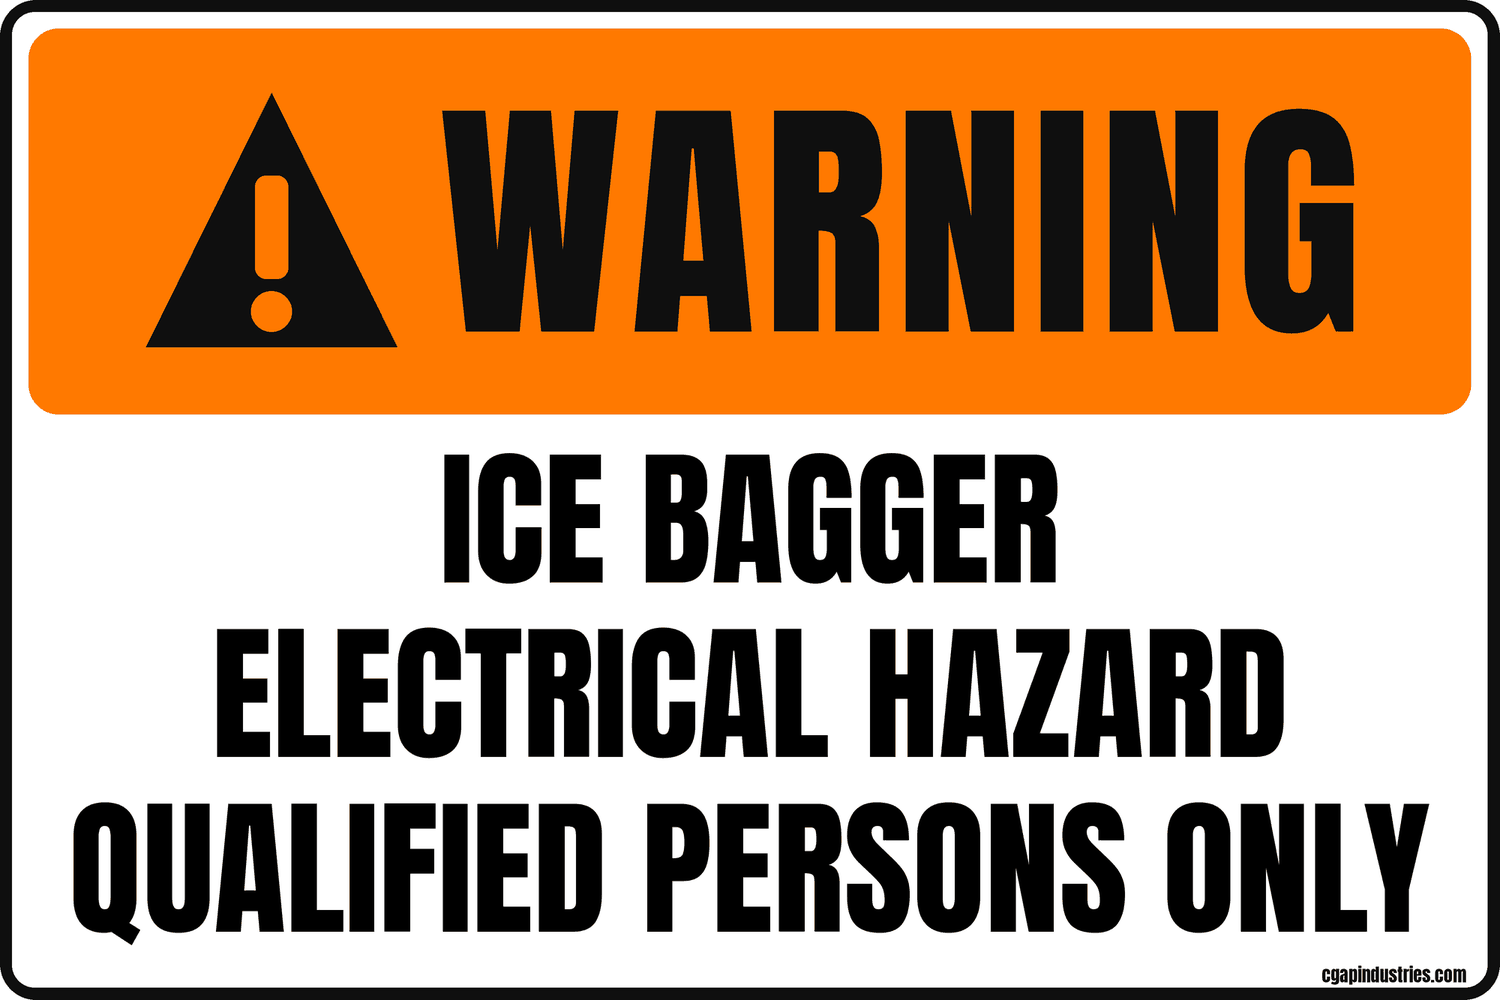 WARNING
ICE BAGGER
ELECTRICAL HAZARD
QUALIFIED PERSONS ONLY
cgapindustries.com